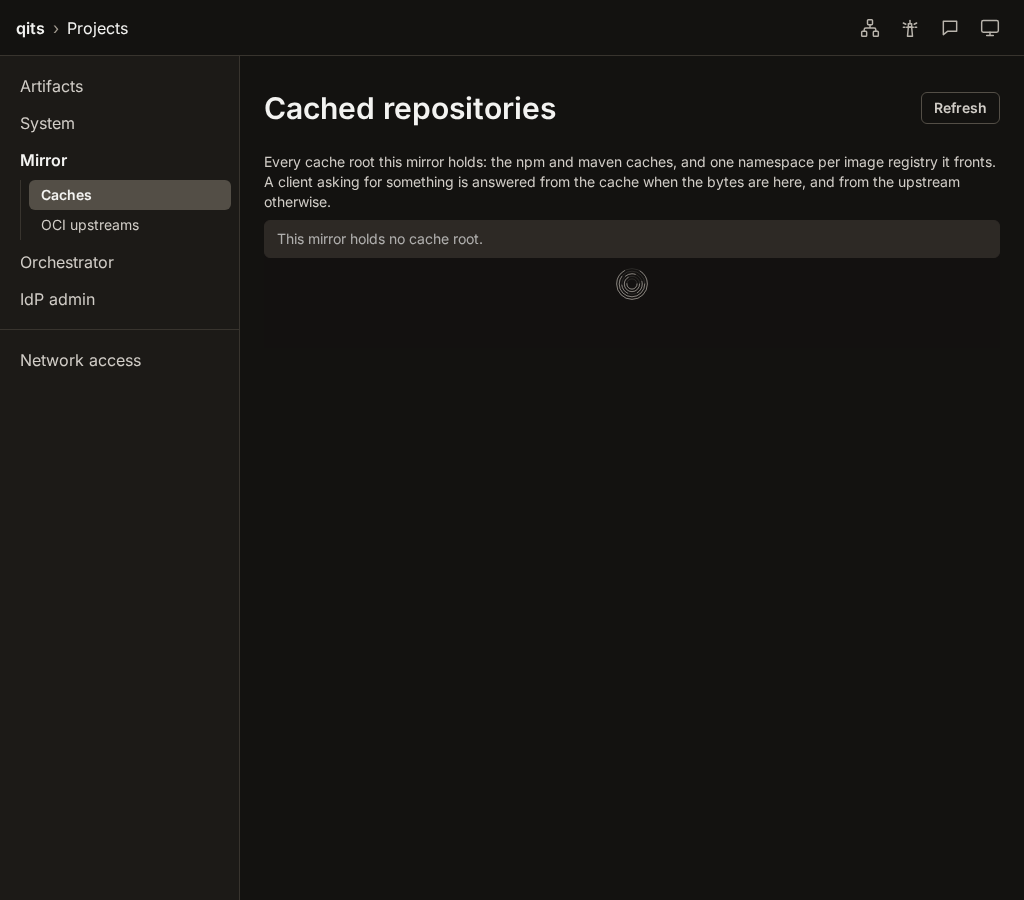 qits › Projects
Artifacts
System
Mirror
Caches
OCI upstreams
Orchestrator
IdP admin
Network access
Cached repositories
Refresh
Every cache root this mirror holds: the npm and maven caches, and one namespace per image registry it fronts.
A client asking for something is answered from the cache when the bytes are here, and from the upstream
otherwise.
This mirror holds no cache root.